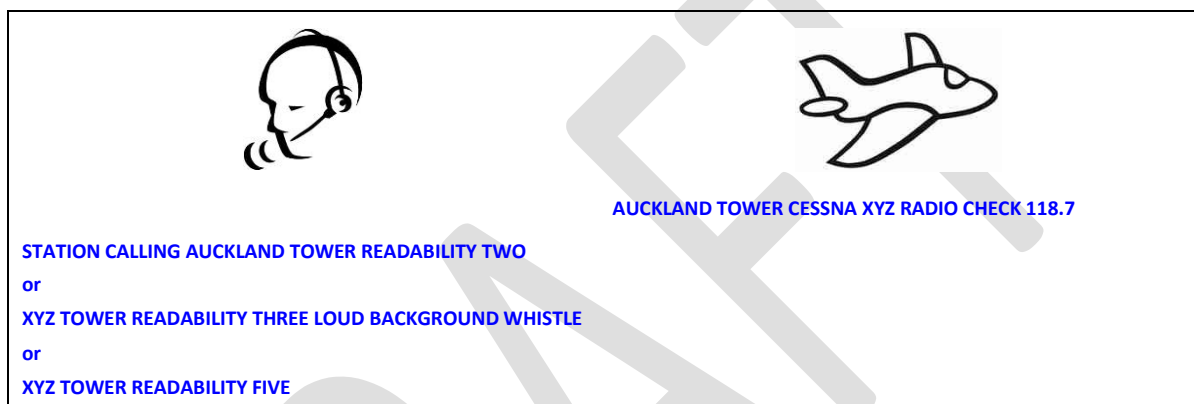 AUCKLAND TOWER CESSNA XYZ RADIO CHECK 118.7
STATION CALLING AUCKLAND TOWER READABILITY TWO
or
XYZ TOWER READABILITY THREE LOUD BACKGROUND WHISTLE
or
XYZ TOWER READABILITY FIVE